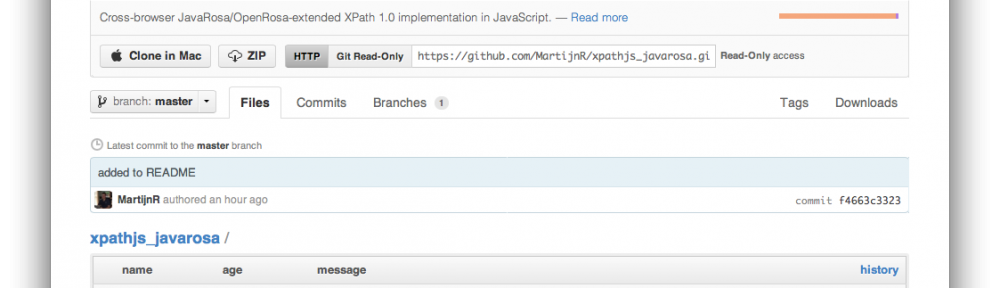 Cross-browser JavaRosa/OpenRosa-extended XPath 1.0 implementation in JavaScript. — Read more
Clone in Mac ZIP HTTP Git Read-Only https://github.com/MartijnR/xpathjs_javarosa.gi Read-Only access
branch: master Files Commits Branches 1 Tags Downloads
Latest commit to the master branch
added to README
MartijnR authored an hour ago commit f4663c3323
xpathjs_javarosa /
name age message history